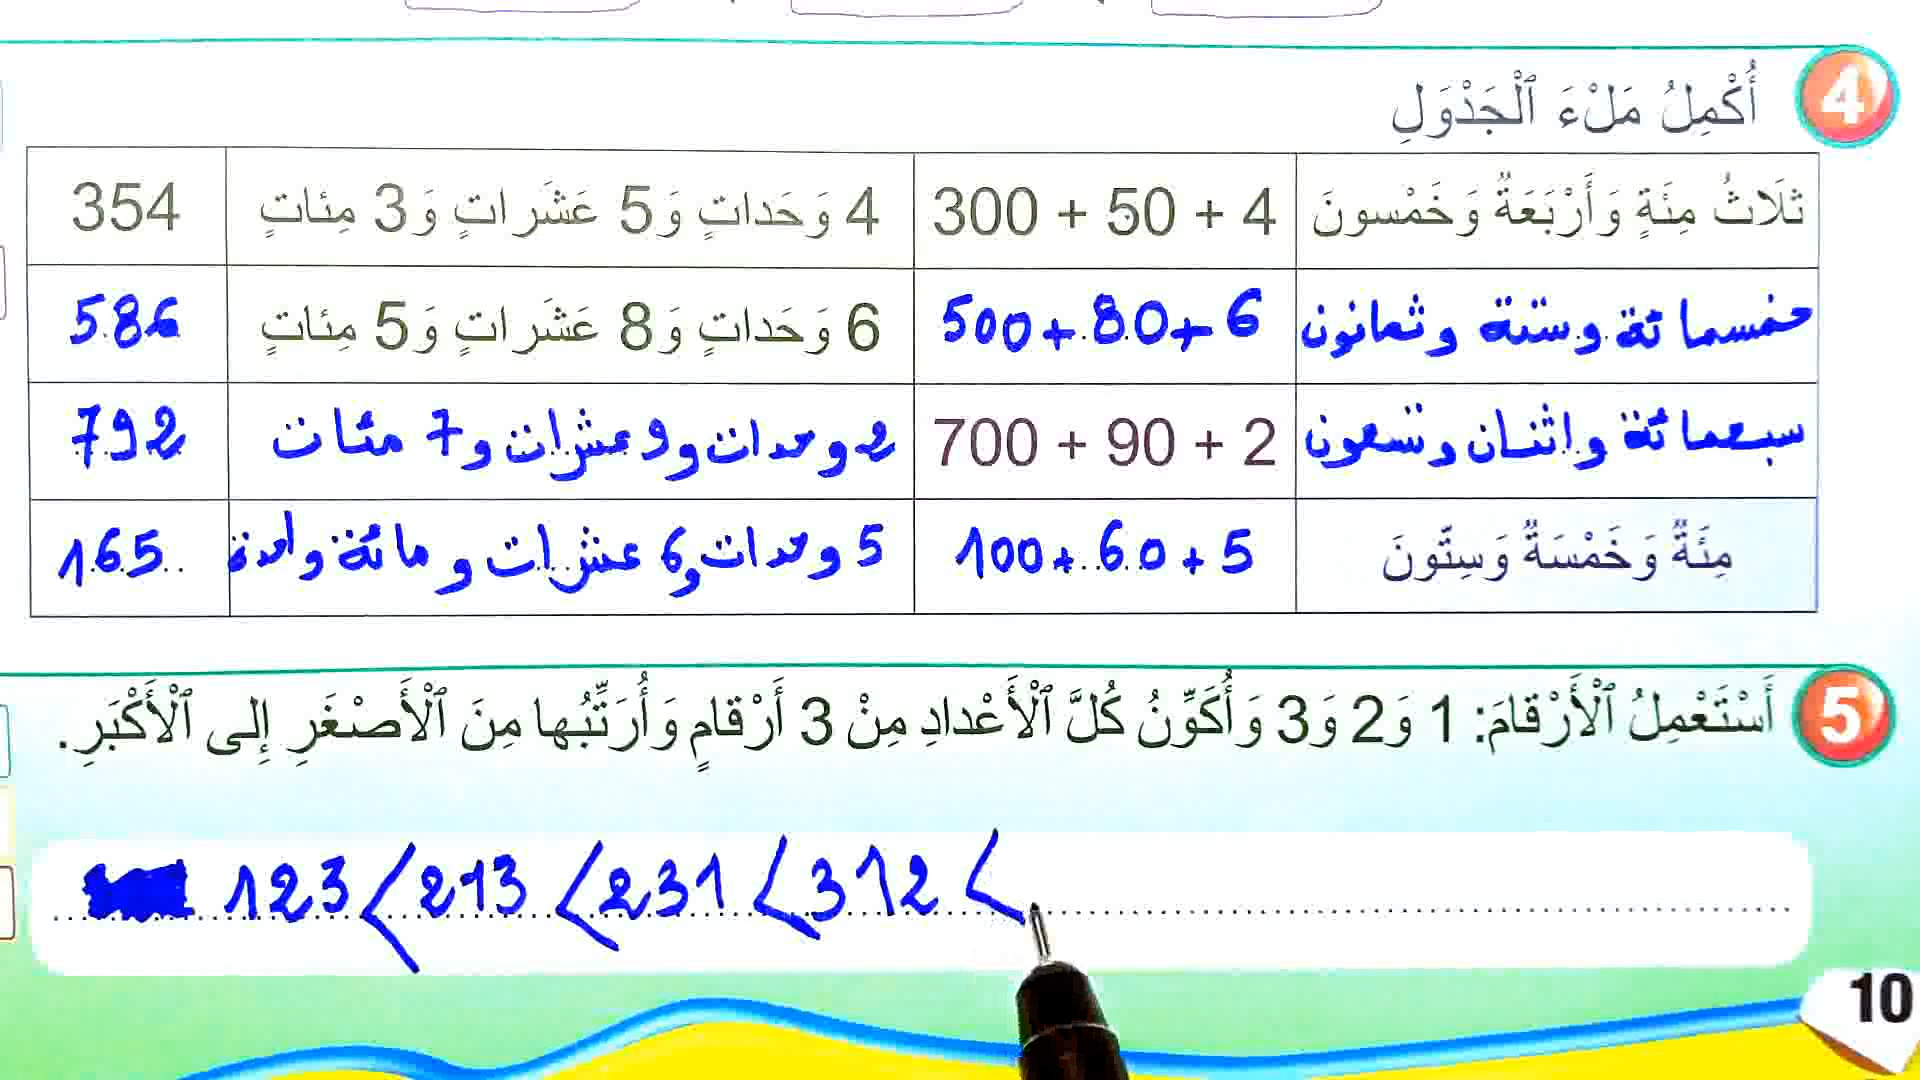 4 أُكْمِلُ مَلْءَ ٱلْجَدْوَلِ
ثَلَاثُ مِئَةٍ وَأَرْبَعَةٌ وَخَمْسونَ 300 + 50 + 4 4 وَحَداتٍ وَ5 عَشَراتٍ وَ3 مِئاتٍ 354
خمسمائة وستة وثمانون 500 + 80 + 6 6 وَحَداتٍ وَ8 عَشَراتٍ وَ5 مِئاتٍ 586
سبعمائة واثنان وتسعون 700 + 90 + 2 2 وحدات و 9 عشرات و 7 مئات 792
مِئَةٌ وَخَمْسَةٌ وَسِتّونَ 100 + 60 + 5 5 وحدات و 6 عشرات و مائة واحدة 165
5 أَسْتَعْمِلُ ٱلْأَرْقامَ: 1 وَ2 وَ3 وَأُكَوِّنُ كُلَّ ٱلْأَعْدادِ مِنْ 3 أَرْقامٍ وَأُرَتِّبُها مِنَ ٱلْأَصْغَرِ إِلى ٱلْأَكْبَرِ.
123 < 213 < 231 < 312 <
10